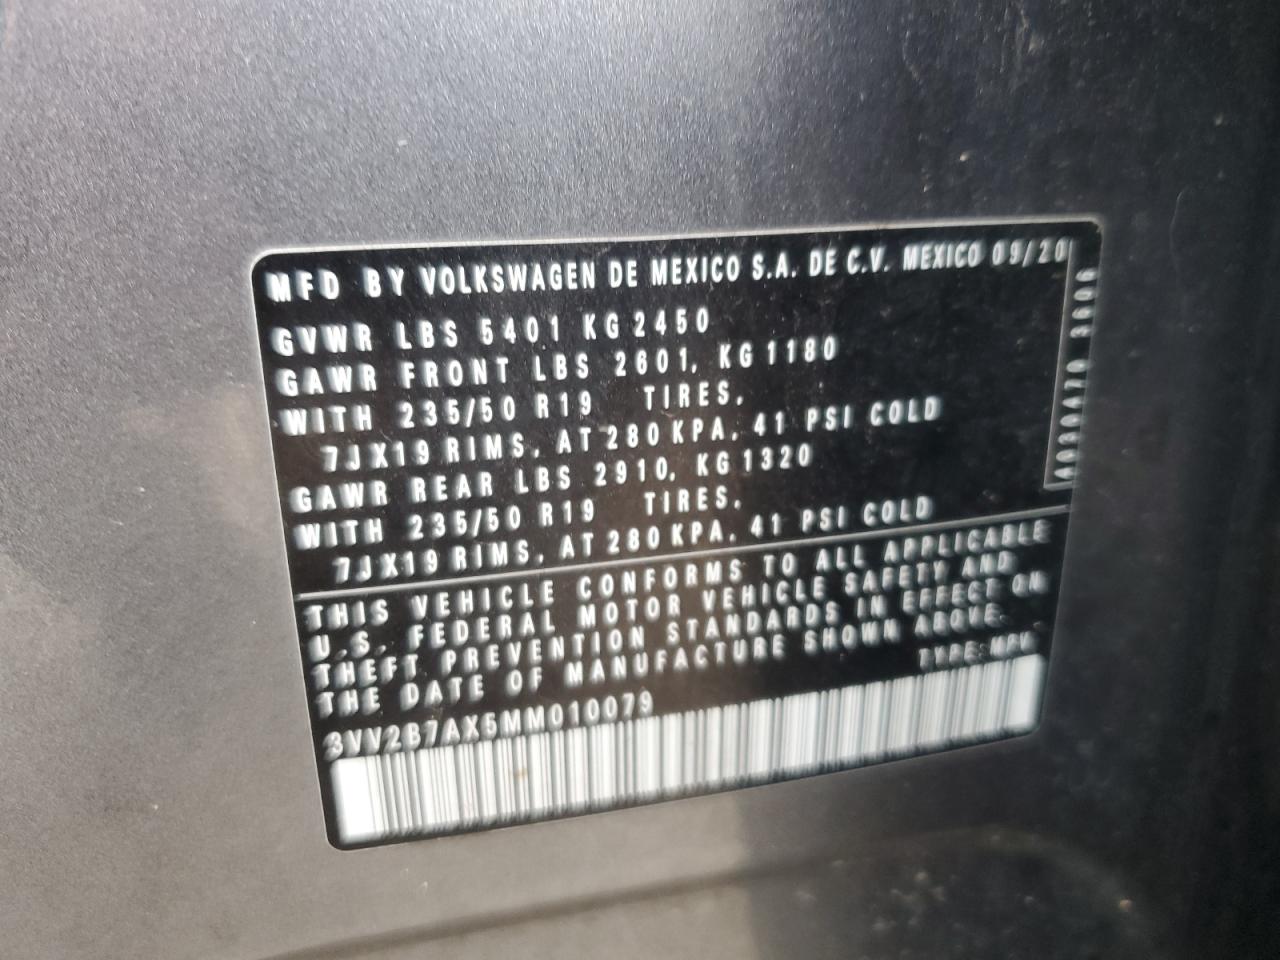 MFD BY VOLKSWAGEN DE MEXICO S.A. DE C.V. MEXICO 09/20
GVWR LBS 5401 KG 2450
GAWR FRONT LBS 2601, KG 1180
WITH 235/50 R19 TIRES,
7JX19 RIMS, AT 280 KPA, 41 PSI COLD
GAWR REAR LBS 2910, KG 1320
WITH 235/50 R19 TIRES,
7JX19 RIMS, AT 280 KPA, 41 PSI COLD
THIS VEHICLE CONFORMS TO ALL APPLICABLE
U.S. FEDERAL MOTOR VEHICLE SAFETY AND
THEFT PREVENTION STANDARDS IN EFFECT ON
THE DATE OF MANUFACTURE SHOWN ABOVE.
TYPE: MPV
3VV2B7AX5MM010079